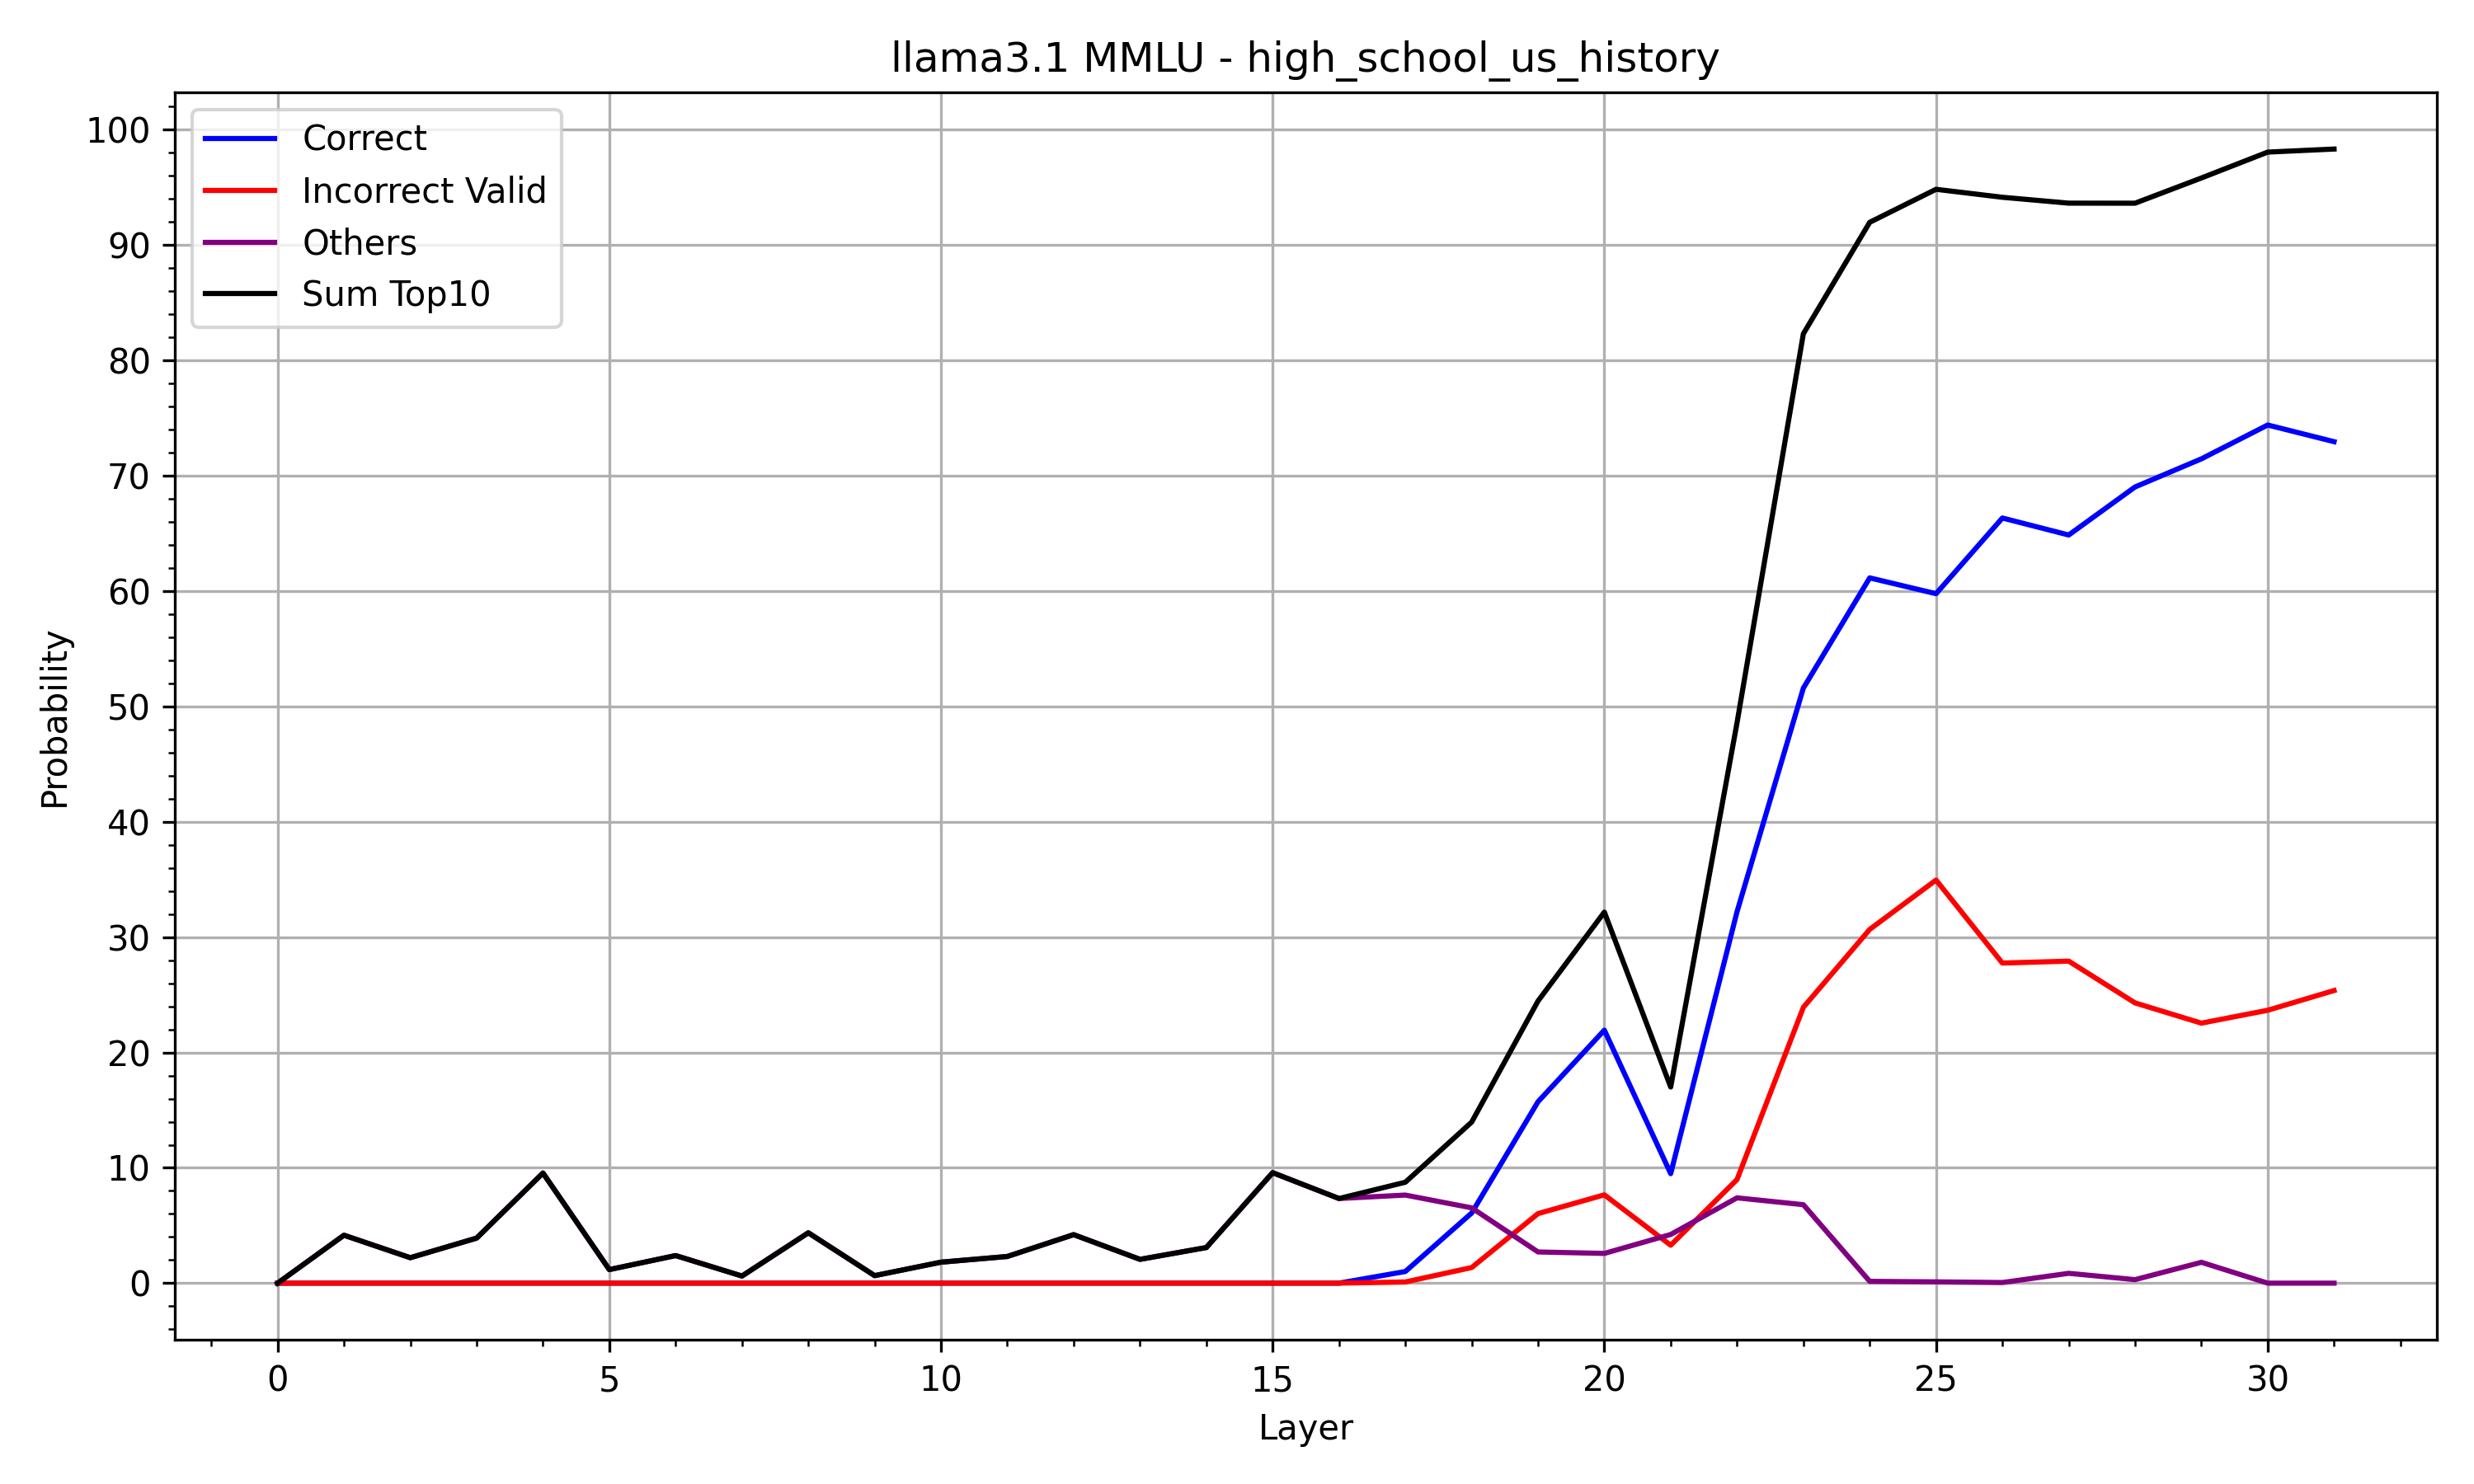 llama3.1 MMLU - high_school_us_history
Correct
Incorrect Valid
Others
Sum Top10
100
90
80
70
60
50
40
30
20
10
0
Probability
0 5 10 15 20 25 30
Layer